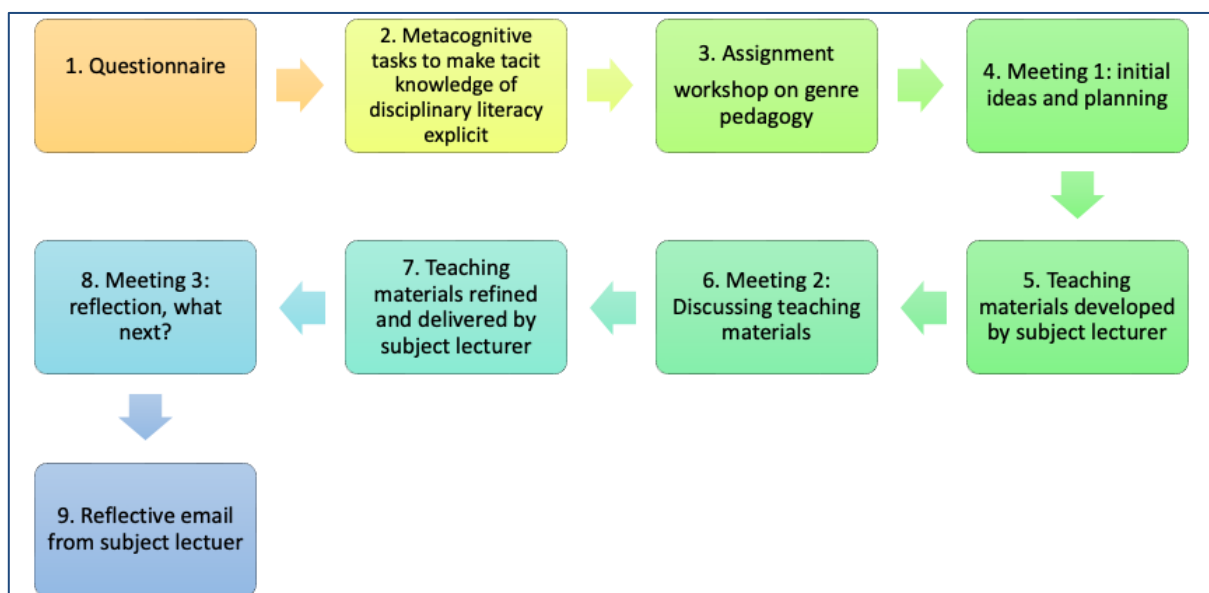 1. Questionnaire
2. Metacognitive
tasks to make tacit
knowledge of
disciplinary literacy
explicit
3. Assignment
workshop on genre
pedagogy
4. Meeting 1: initial
ideas and planning
5. Teaching
materials developed
by subject lecturer
6. Meeting 2:
Discussing teaching
materials
7. Teaching
materials refined
and delivered by
subject lecturer
8. Meeting 3:
reflection, what
next?
9. Reflective email
from subject lectuer